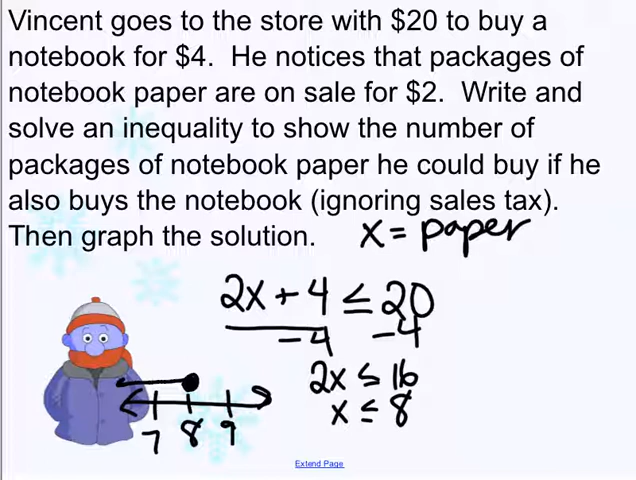 Vincent goes to the store with $20 to buy a
notebook for $4. He notices that packages of
notebook paper are on sale for $2. Write and
solve an inequality to show the number of
packages of notebook paper he could buy if he
also buys the notebook (ignoring sales tax).
Then graph the solution. x = paper
2x + 4 ≤ 20
-4 -4
2x ≤ 16
x ≤ 8
7 8 9
Extend Page